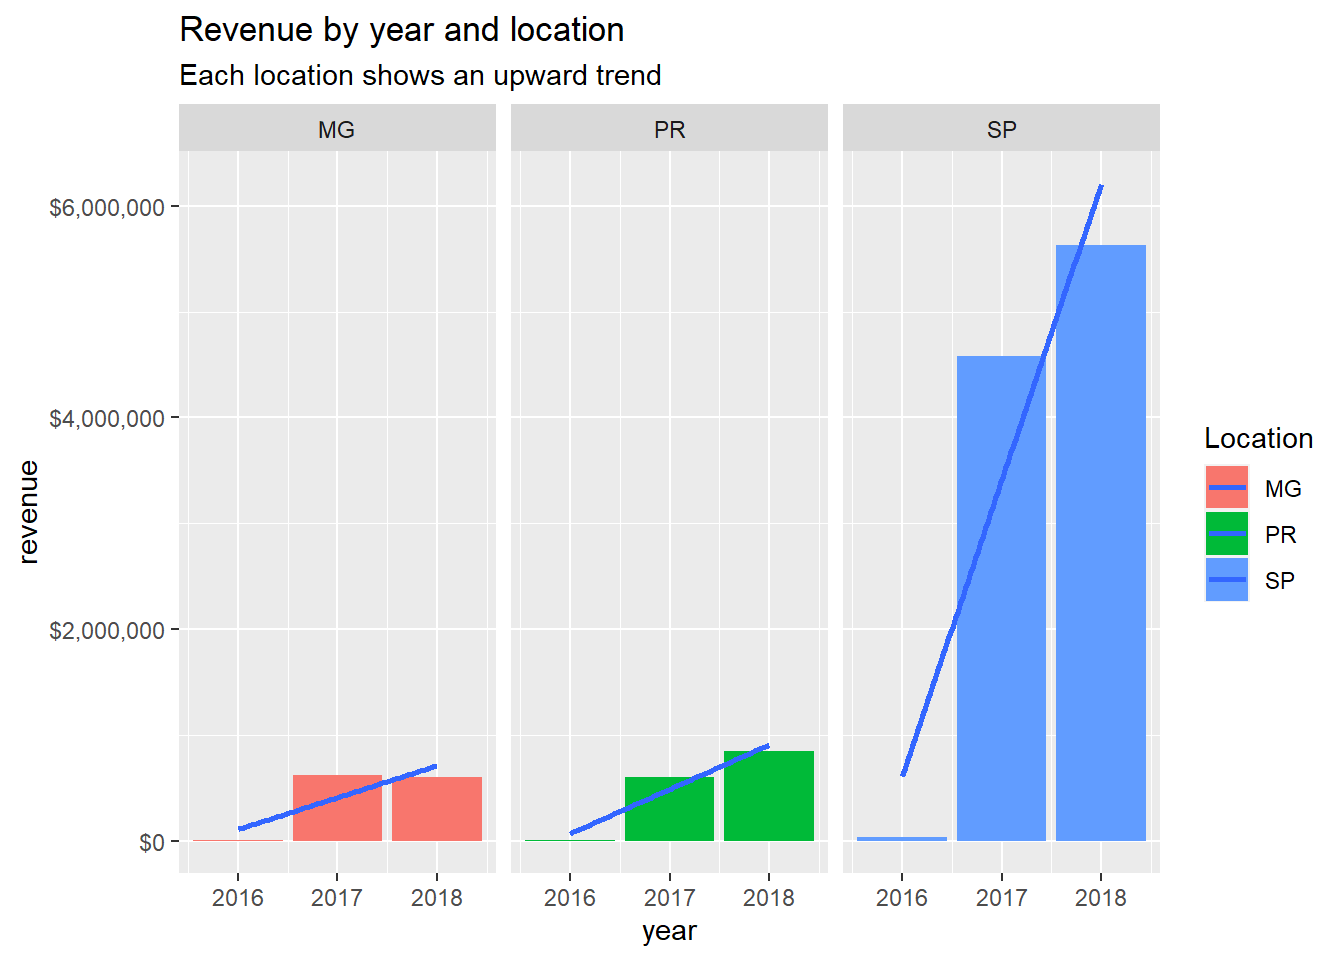 Revenue by year and location
Each location shows an upward trend
MG PR SP
$6,000,000
$4,000,000
$2,000,000
$0
revenue
2016 2017 2018 2016 2017 2018 2016 2017 2018
year
Location
MG
PR
SP